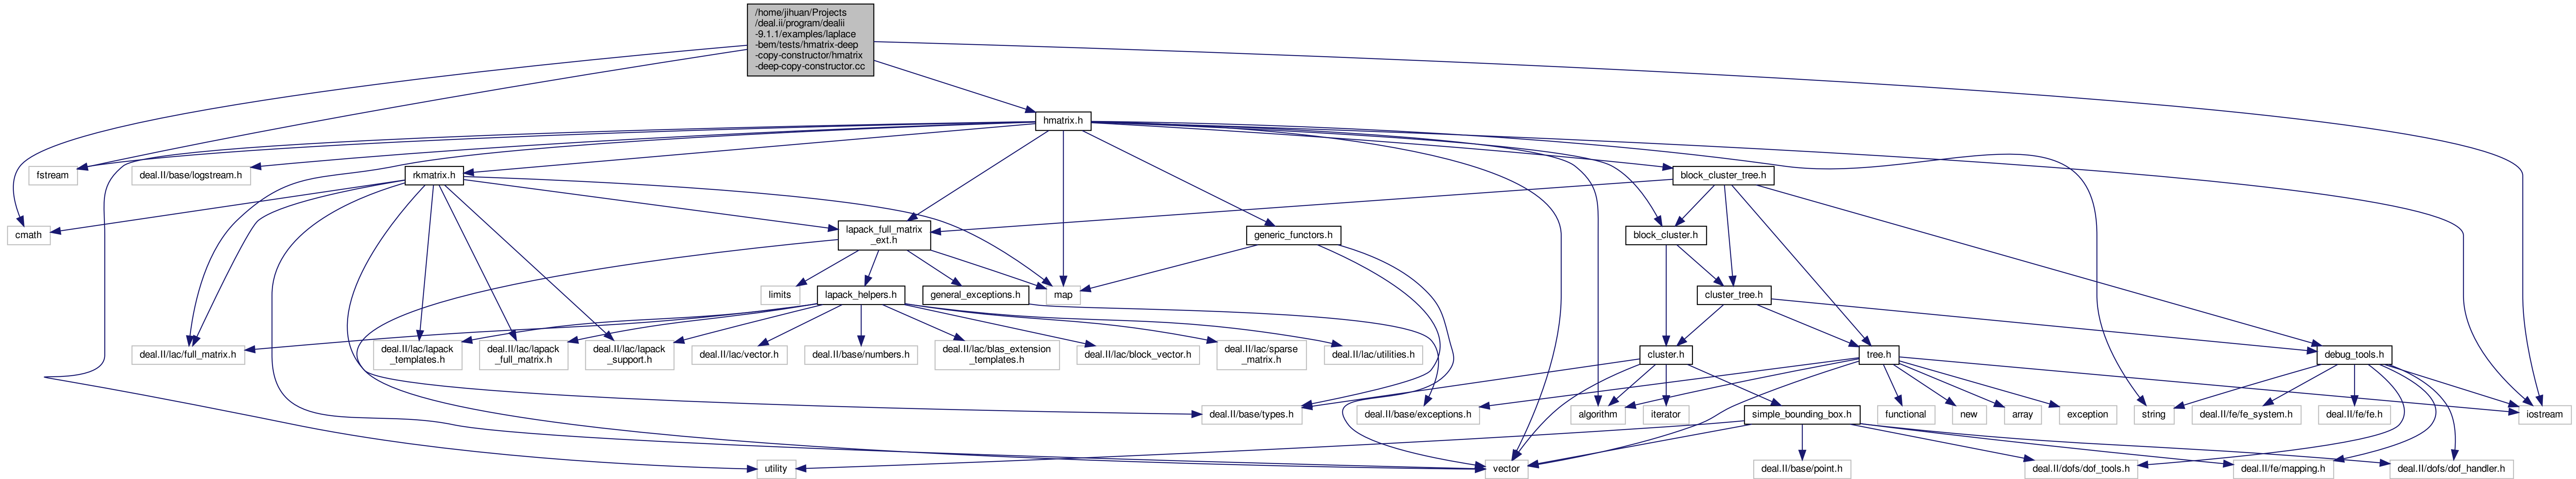 /home/jihuan/Projects
/deal.ii/program/dealii
-9.1.1/examples/laplace
-bem/tests/hmatrix-deep
-copy-constructor/hmatrix
-deep-copy-constructor.cc
hmatrix.h
fstream
deal.II/base/logstream.h
rkmatrix.h
block_cluster_tree.h
cmath
lapack_full_matrix
_ext.h
generic_functors.h
block_cluster.h
limits
lapack_helpers.h
general_exceptions.h
map
cluster_tree.h
deal.II/lac/full_matrix.h
deal.II/lac/lapack
_templates.h
deal.II/lac/lapack
_full_matrix.h
deal.II/lac/lapack
_support.h
deal.II/lac/vector.h
deal.II/base/numbers.h
deal.II/lac/blas_extension
_templates.h
deal.II/lac/block_vector.h
deal.II/lac/sparse
_matrix.h
deal.II/lac/utilities.h
cluster.h
tree.h
debug_tools.h
deal.II/base/types.h
deal.II/base/exceptions.h
algorithm
iterator
simple_bounding_box.h
functional
new
array
exception
string
deal.II/fe/fe_system.h
deal.II/fe/fe.h
iostream
utility
vector
deal.II/base/point.h
deal.II/dofs/dof_tools.h
deal.II/fe/mapping.h
deal.II/dofs/dof_handler.h